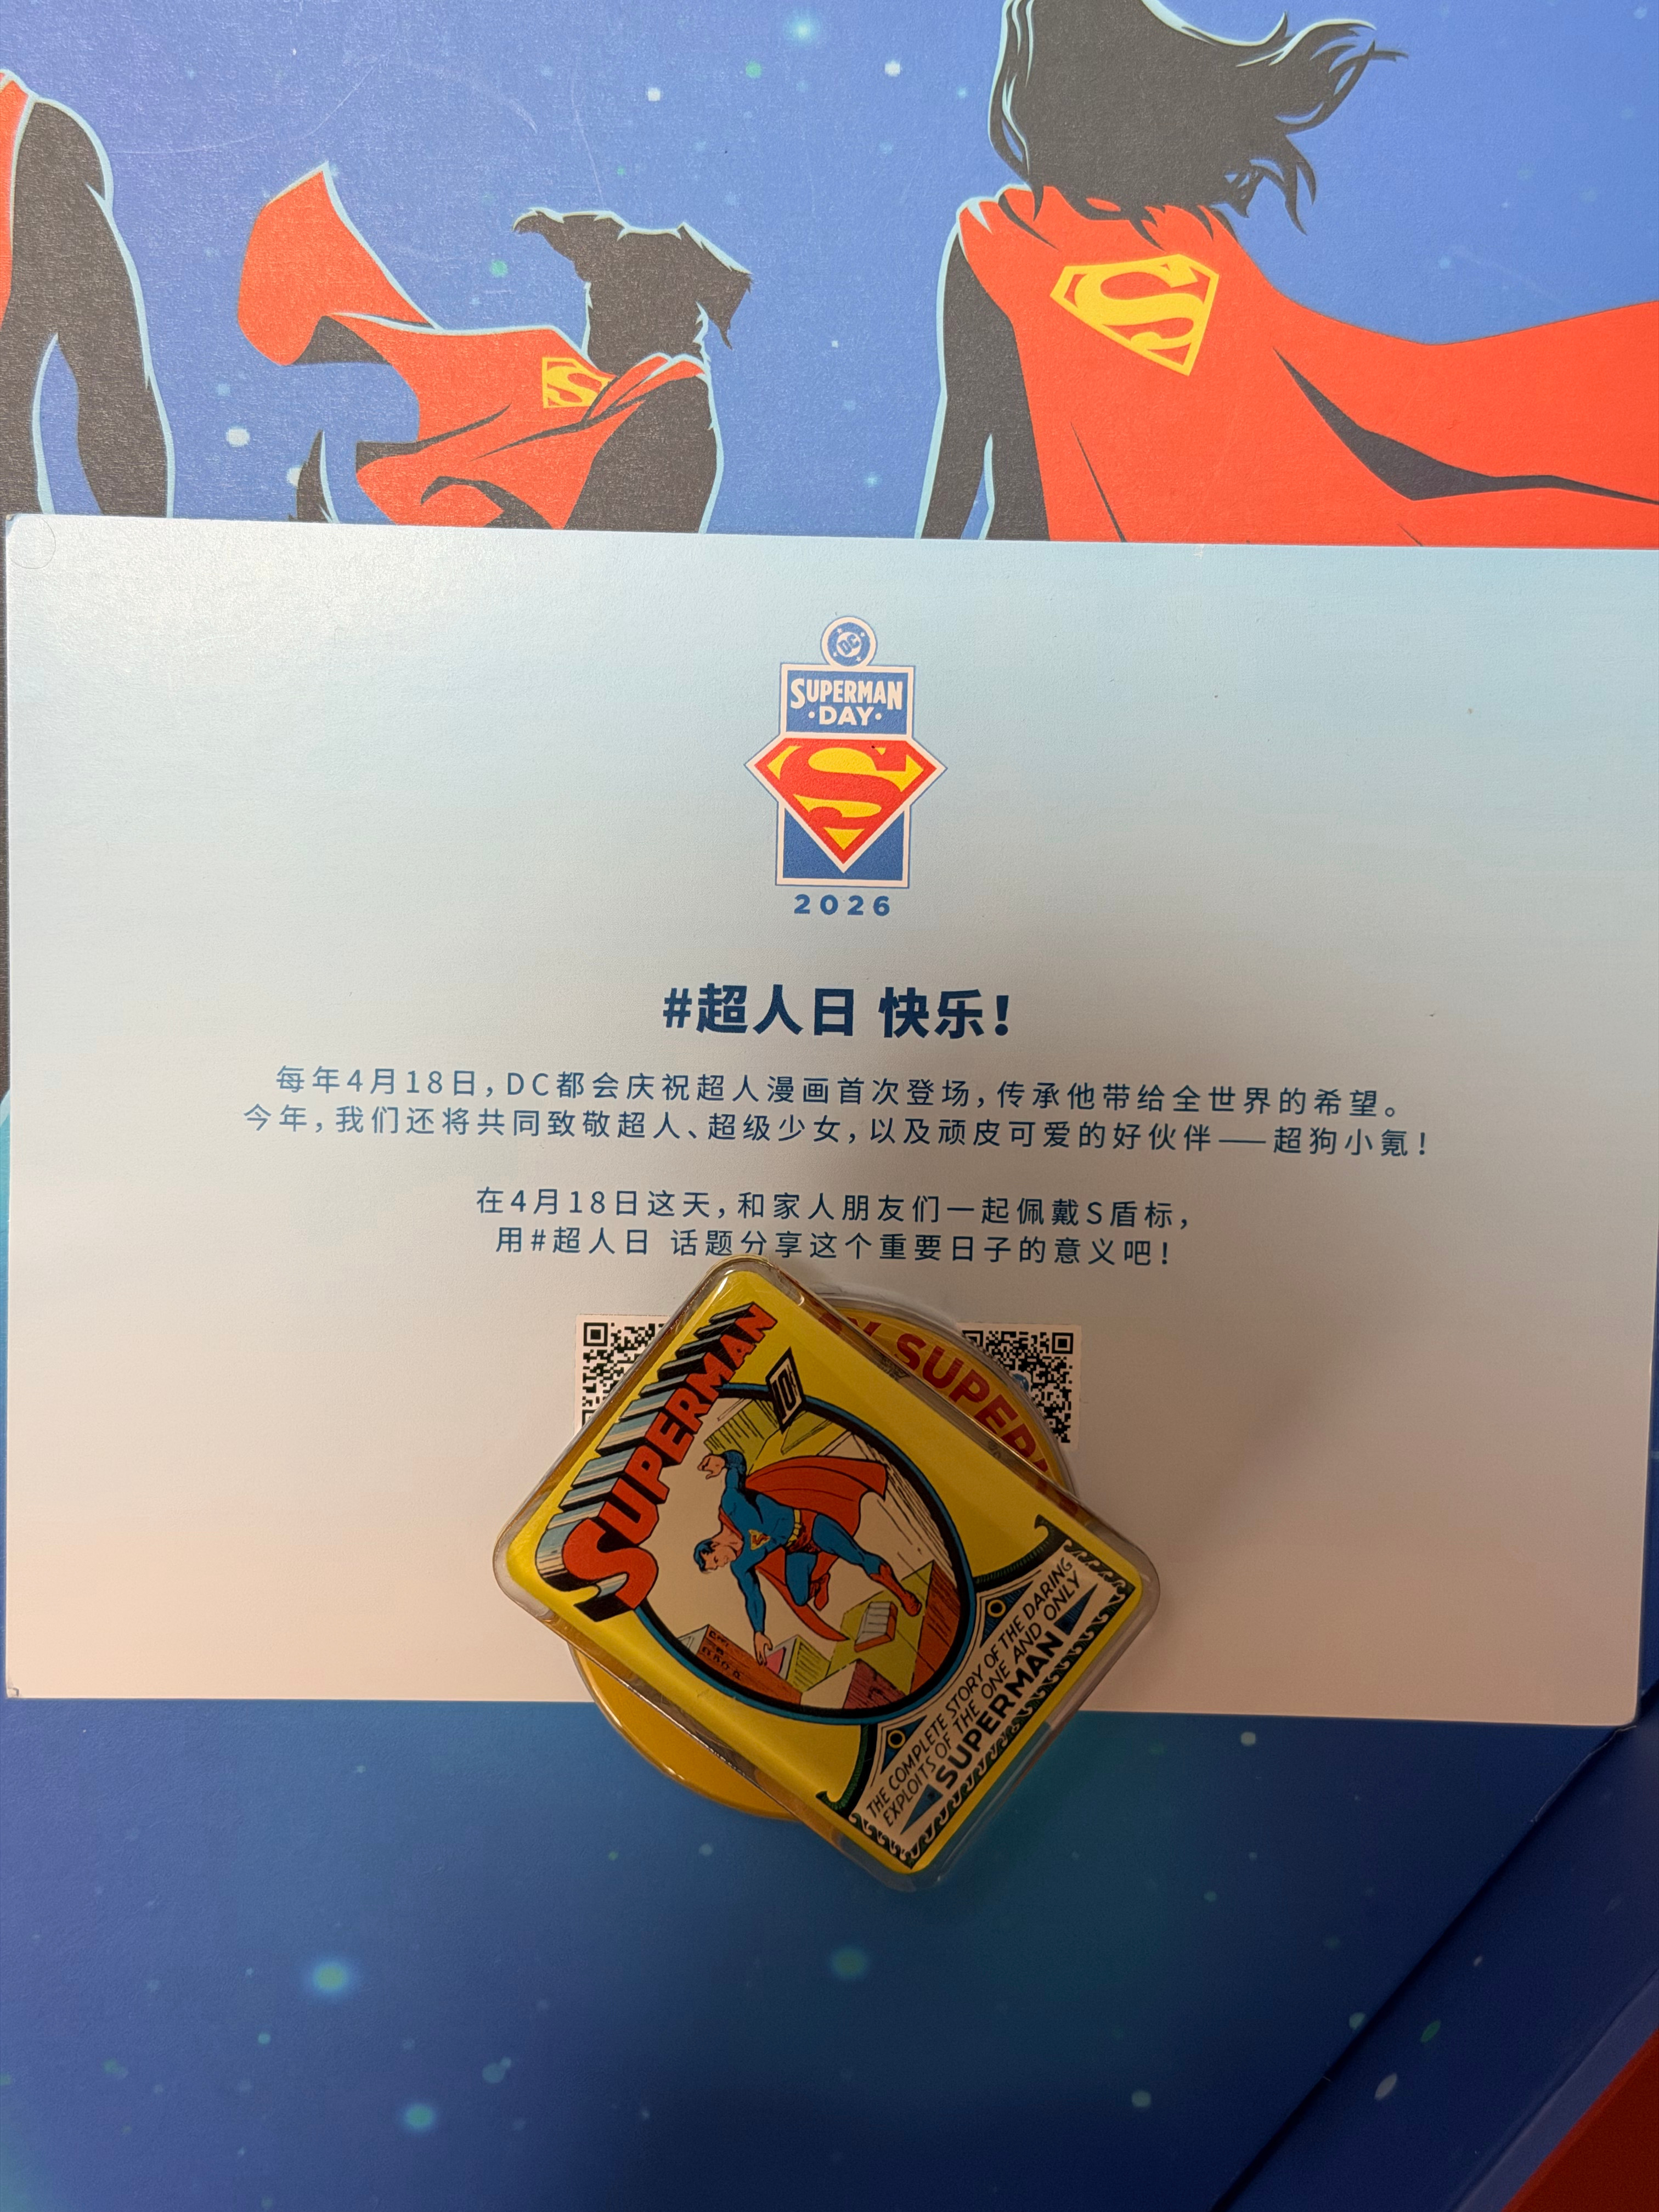 DC
SUPERMAN
·DAY·
2026
#超人日 快乐!
每年4月18日,DC都会庆祝超人漫画首次登场,传承他带给全世界的希望。
今年,我们还将共同致敬超人、超级少女,以及顽皮可爱的好伙伴——超狗小氪!
在4月18日这天,和家人朋友们一起佩戴S盾标,
用#超人日 话题分享这个重要日子的意义吧!
SUPERMAN
10¢
THE COMPLETE STORY OF THE DARING
EXPLOITS OF THE ONE AND ONLY
SUPERMAN